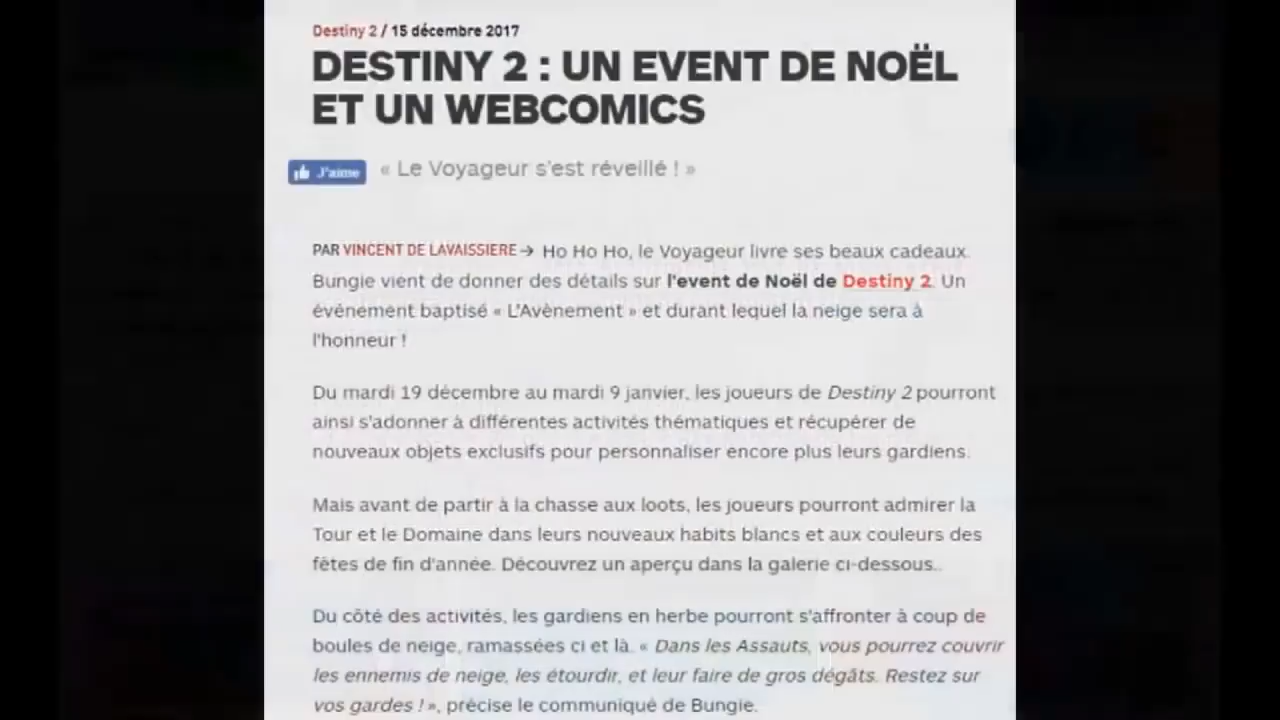 Destiny 2 / 15 décembre 2017
DESTINY 2 : UN EVENT DE NOËL
ET UN WEBCOMICS
J'aime « Le Voyageur s'est réveillé ! »
PAR VINCENT DE LAVAISSIERE → Ho Ho Ho, le Voyageur livre ses beaux cadeaux.
Bungie vient de donner des détails sur l'event de Noël de Destiny 2. Un
événement baptisé « L'Avènement » et durant lequel la neige sera à
l'honneur !
Du mardi 19 décembre au mardi 9 janvier, les joueurs de Destiny 2 pourront
ainsi s'adonner à différentes activités thématiques et récupérer de
nouveaux objets exclusifs pour personnaliser encore plus leurs gardiens.
Mais avant de partir à la chasse aux loots, les joueurs pourront admirer la
Tour et le Domaine dans leurs nouveaux habits blancs et aux couleurs des
fêtes de fin d'année. Découvrez un aperçu dans la galerie ci-dessous..
Du côté des activités, les gardiens en herbe pourront s'affronter à coup de
boules de neige, ramassées ci et là. « Dans les Assauts, vous pourrez couvrir
les ennemis de neige, les étourdir, et leur faire de gros dégâts. Restez sur
vos gardes ! », précise le communiqué de Bungie.